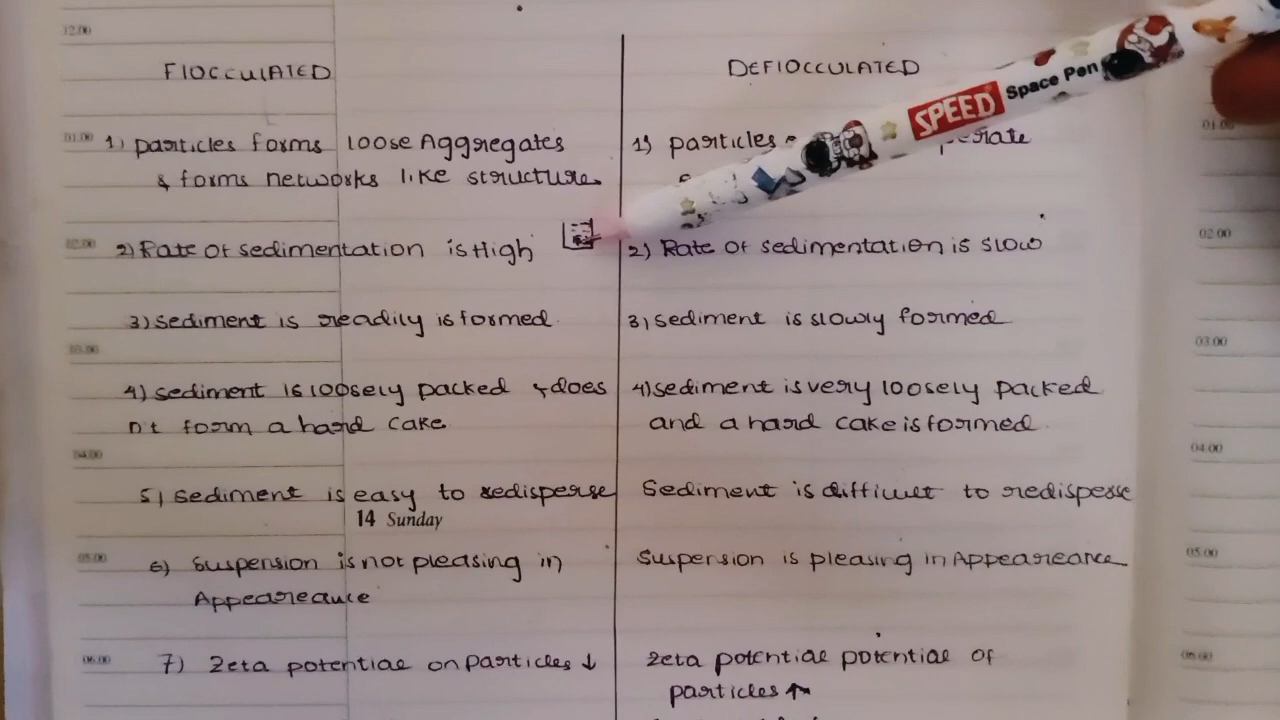 12.00
FlOCCUlATED
DEFlOCCULATED
SPEED Space Pen
01.00 1) particles forms loose Aggregates
& forms networks like structures
1) particles
perate
01.00
02.00 2) Rate of sedimentation is High
2) Rate of sedimentation is slow
02.00
3) sediment is readily is formed.
3) sediment is slowly formed
03.00
03.00
4) sediment is loosely packed & does
n't form a hard cake
4) sediment is very loosely packed
and a hard cake is formed.
04.00
04.00
5) sediment is easy to redisperse
Sediment is difficult to redisperse
14 Sunday
05.00 6) Suspension is not pleasing in
Appeareance
Suspension is pleasing in Appeareance
05.00
06.00 7) Zeta potential on particles ↓
Zeta potential potential of
particles ↑
06.00